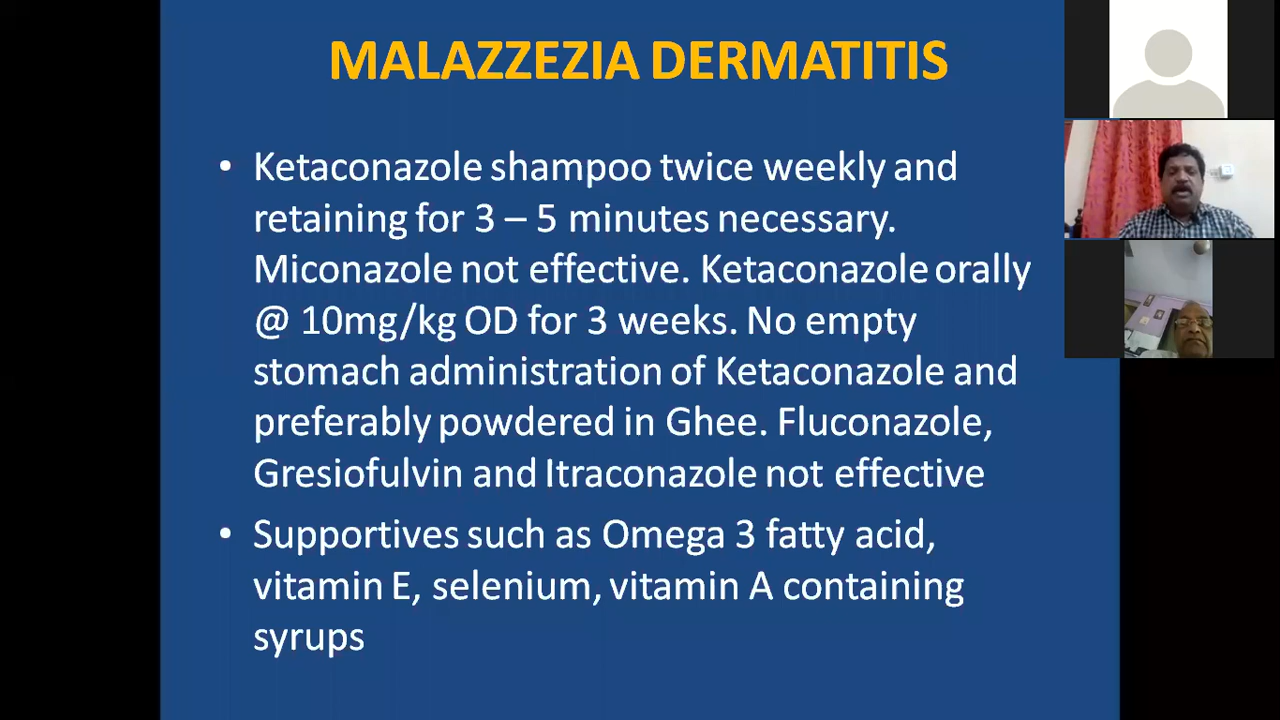 MALAZZEZIA DERMATITIS
• Ketaconazole shampoo twice weekly and
retaining for 3 – 5 minutes necessary.
Miconazole not effective. Ketaconazole orally
@ 10mg/kg OD for 3 weeks. No empty
stomach administration of Ketaconazole and
preferably powdered in Ghee. Fluconazole,
Gresiofulvin and Itraconazole not effective
• Supportives such as Omega 3 fatty acid,
vitamin E, selenium, vitamin A containing
syrups